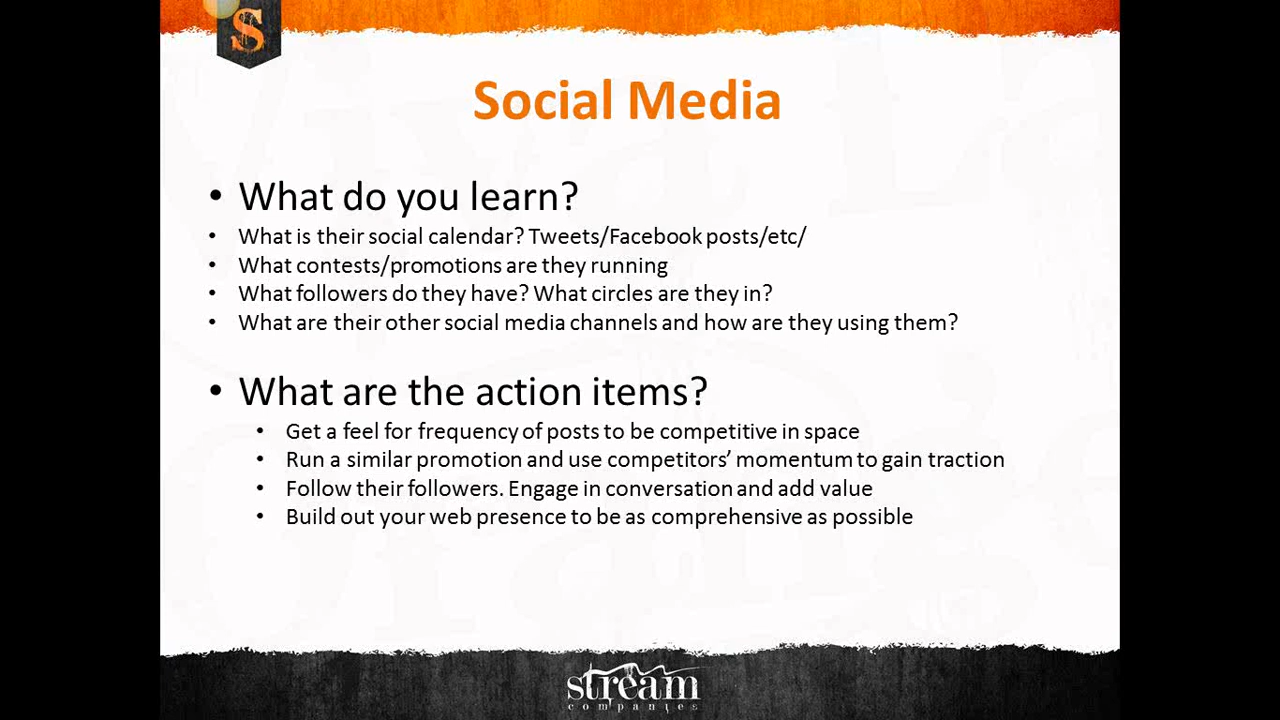 S
Social Media
• What do you learn?
• What is their social calendar? Tweets/Facebook posts/etc/
• What contests/promotions are they running
• What followers do they have? What circles are they in?
• What are their other social media channels and how are they using them?
• What are the action items?
• Get a feel for frequency of posts to be competitive in space
• Run a similar promotion and use competitors’ momentum to gain traction
• Follow their followers. Engage in conversation and add value
• Build out your web presence to be as comprehensive as possible
stream
companies